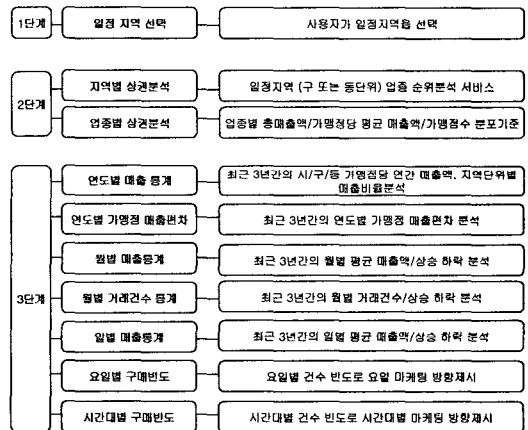 1단계
일정 지역 선택
사용자가 일정지역을 선택
2단계
지역별 상권분석
일정지역 (구 또는 동단위) 업종 순위분석 서비스
업종별 상권분석
업종별 총매출액/가맹점당 평균 매출액/가맹점수 분포기준
3단계
연도별 매출 통계
최근 3년간의 시/구/동 가맹점당 연간 매출액, 지역단위별
매출비율분석
연도별 가맹점 매출편차
최근 3년간의 연도별 가맹점 매출편차 분석
월별 매출통계
최근 3년간의 월별 평균 매출액/상승 하락 분석
월별 거래건수 통계
최근 3년간의 월별 거래건수/상승 하락 분석
일별 매출통계
최근 3년간의 일별 평균 매출액/상승 하락 분석
요일별 구매빈도
요일별 건수 빈도로 요일 마케팅 방향제시
시간대별 구매빈도
시간대별 건수 빈도로 시간대별 마케팅 방향제시